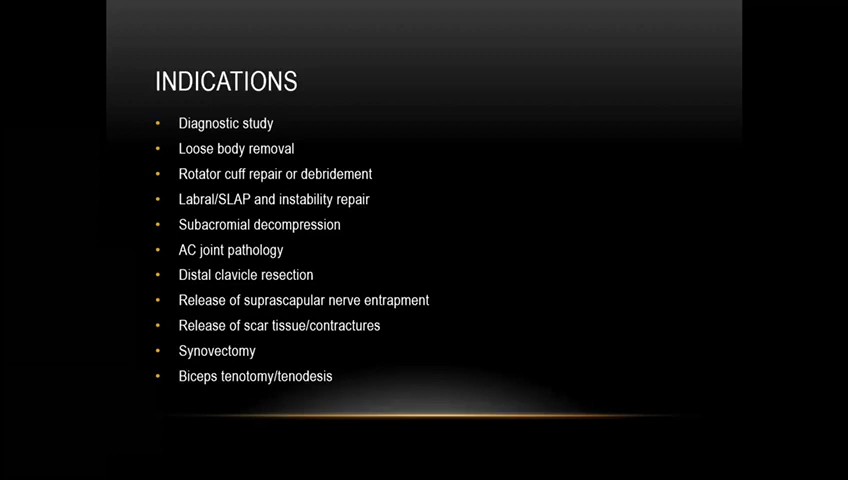 INDICATIONS
• Diagnostic study
• Loose body removal
• Rotator cuff repair or debridement
• Labral/SLAP and instability repair
• Subacromial decompression
• AC joint pathology
• Distal clavicle resection
• Release of suprascapular nerve entrapment
• Release of scar tissue/contractures
• Synovectomy
• Biceps tenotomy/tenodesis